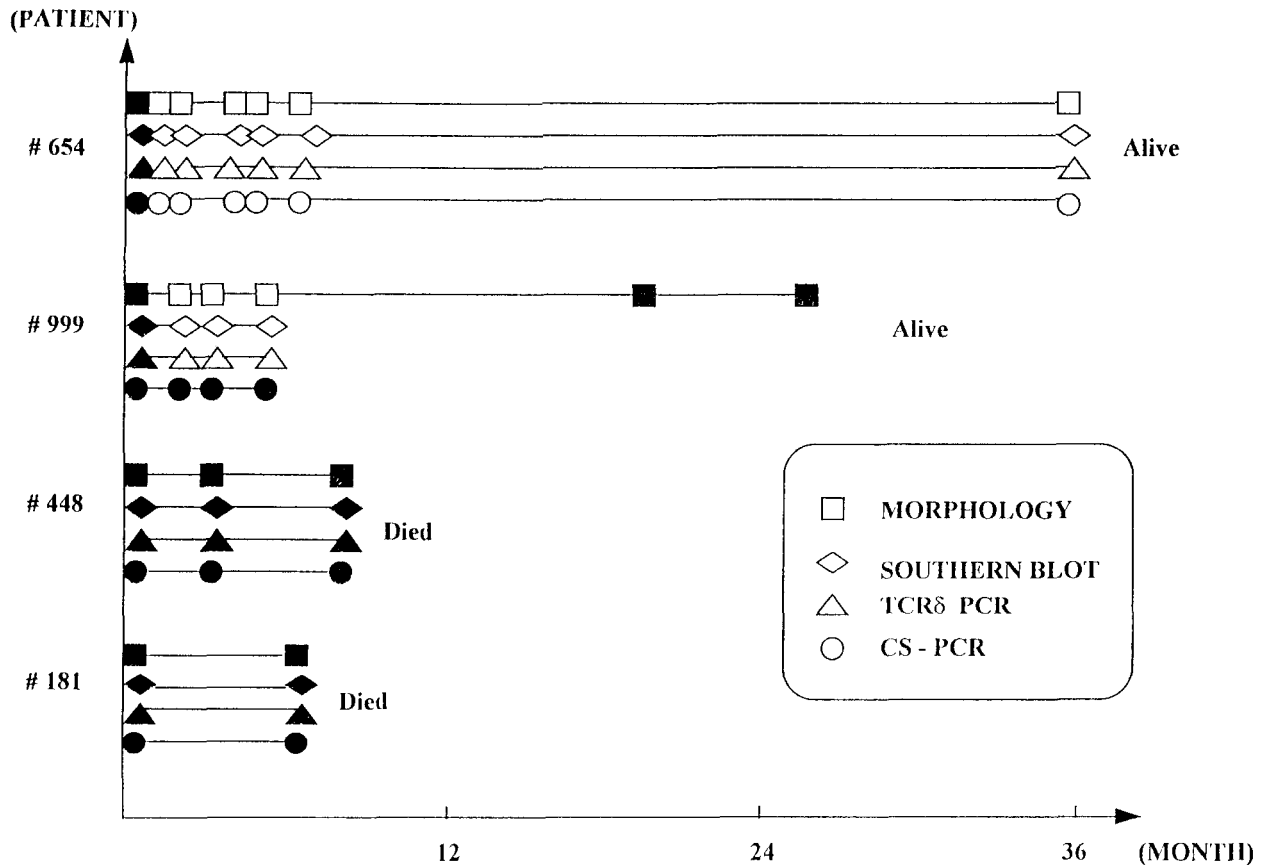 (PATIENT)
# 654
Alive
# 999
Alive
# 448
Died
# 181
Died
MORPHOLOGY
SOUTHERN BLOT
TCRδ PCR
CS - PCR
12
24
36
(MONTH)